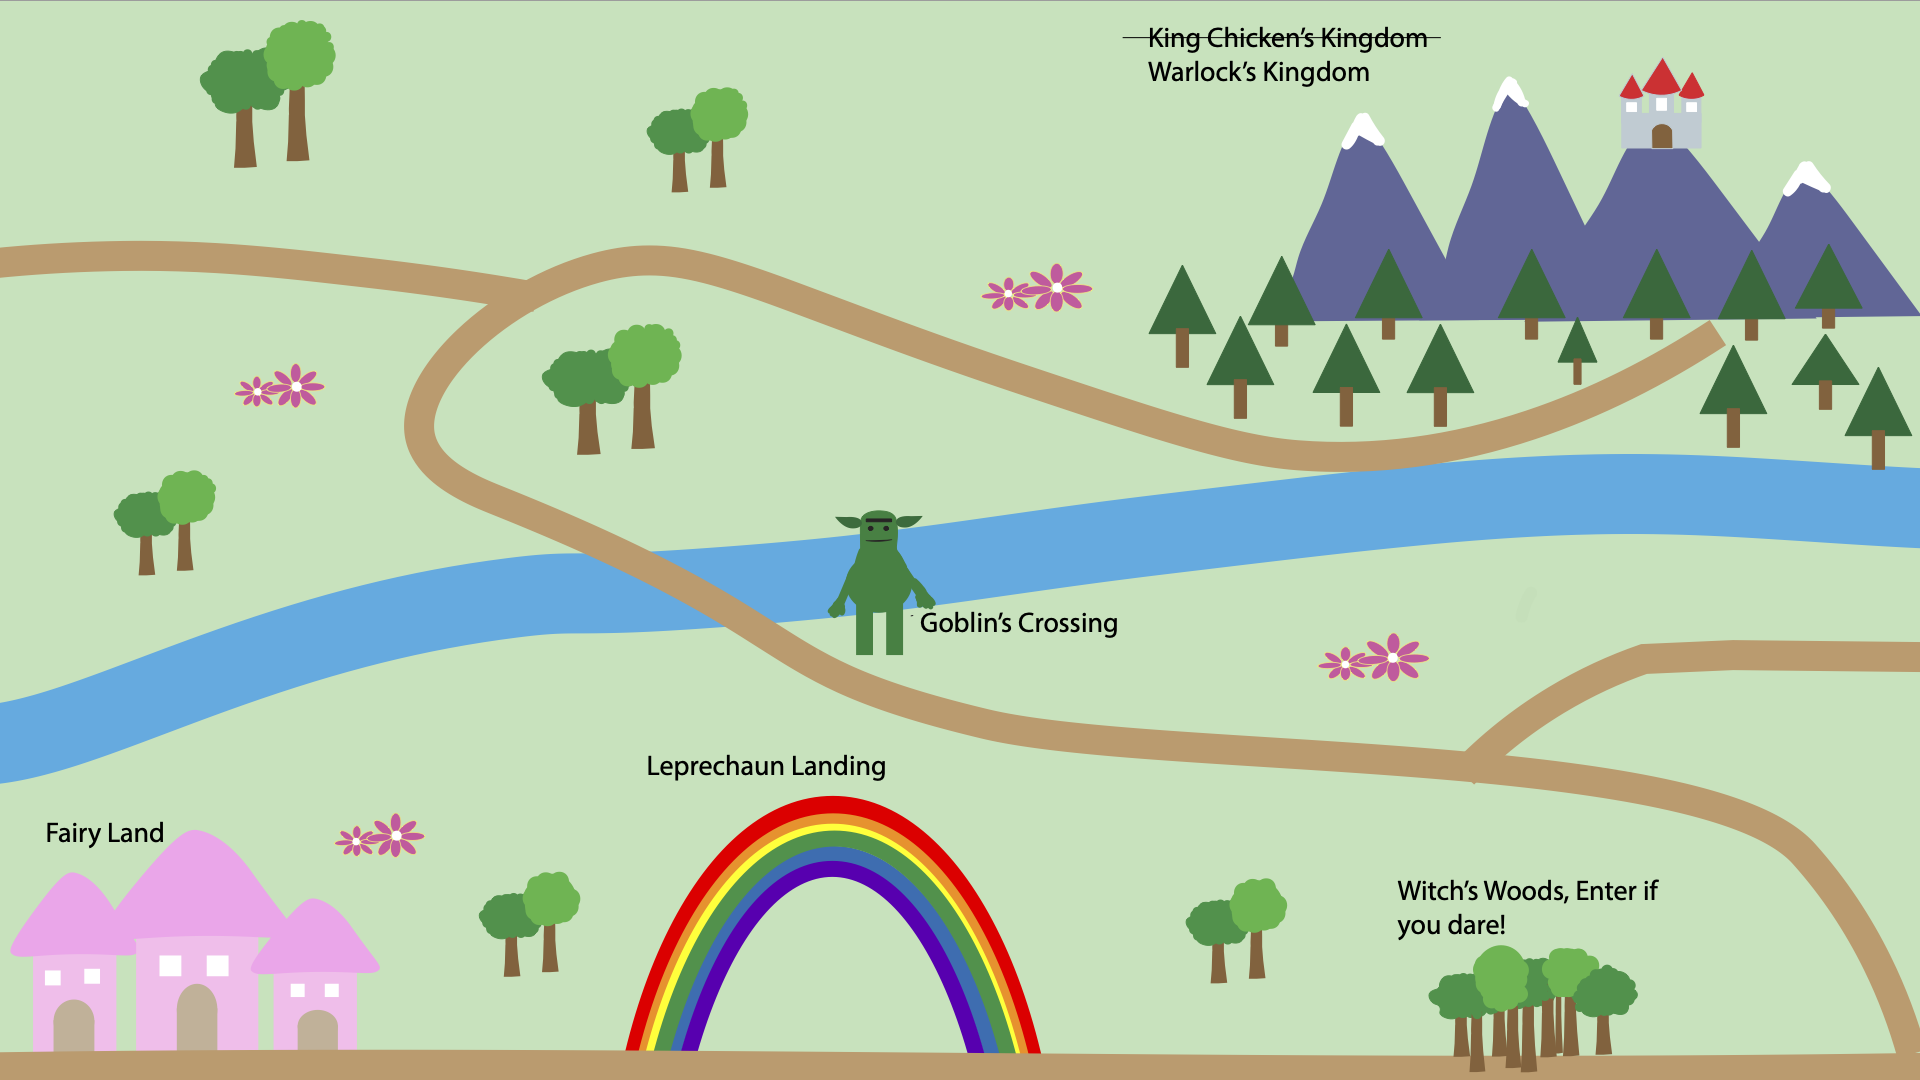 King Chicken’s Kingdom
Warlock’s Kingdom
Goblin’s Crossing
Leprechaun Landing
Fairy Land
Witch’s Woods, Enter if
you dare!